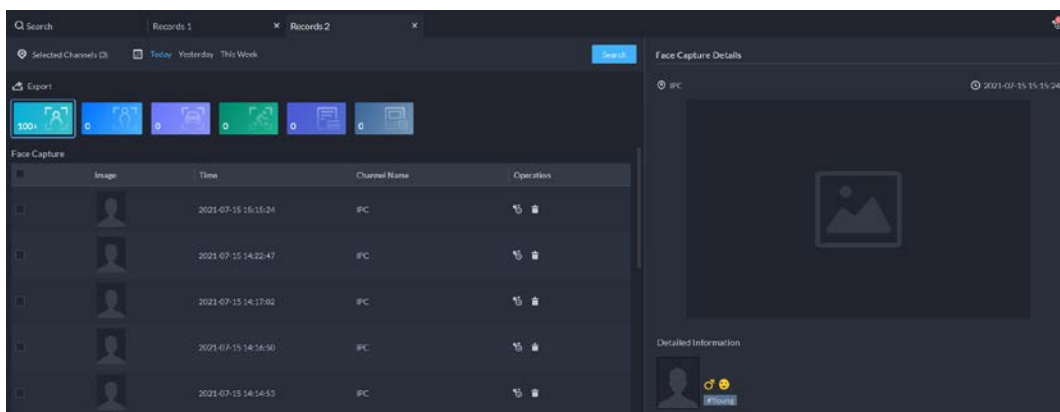 Search Records 1 × Records 2 ×
Selected Channels (3) Today Yesterday This Week Search
Face Capture Details
Export
IPC 2021-07-15 15:15:24
100+ 0 0 0 0 0
Face Capture
Image Time Channel Name Operation
2021-07-15 15:15:24 IPC
2021-07-15 14:22:47 IPC
2021-07-15 14:17:02 IPC
2021-07-15 14:16:50 IPC
Detailed Information
2021-07-15 14:14:53 IPC
#Young